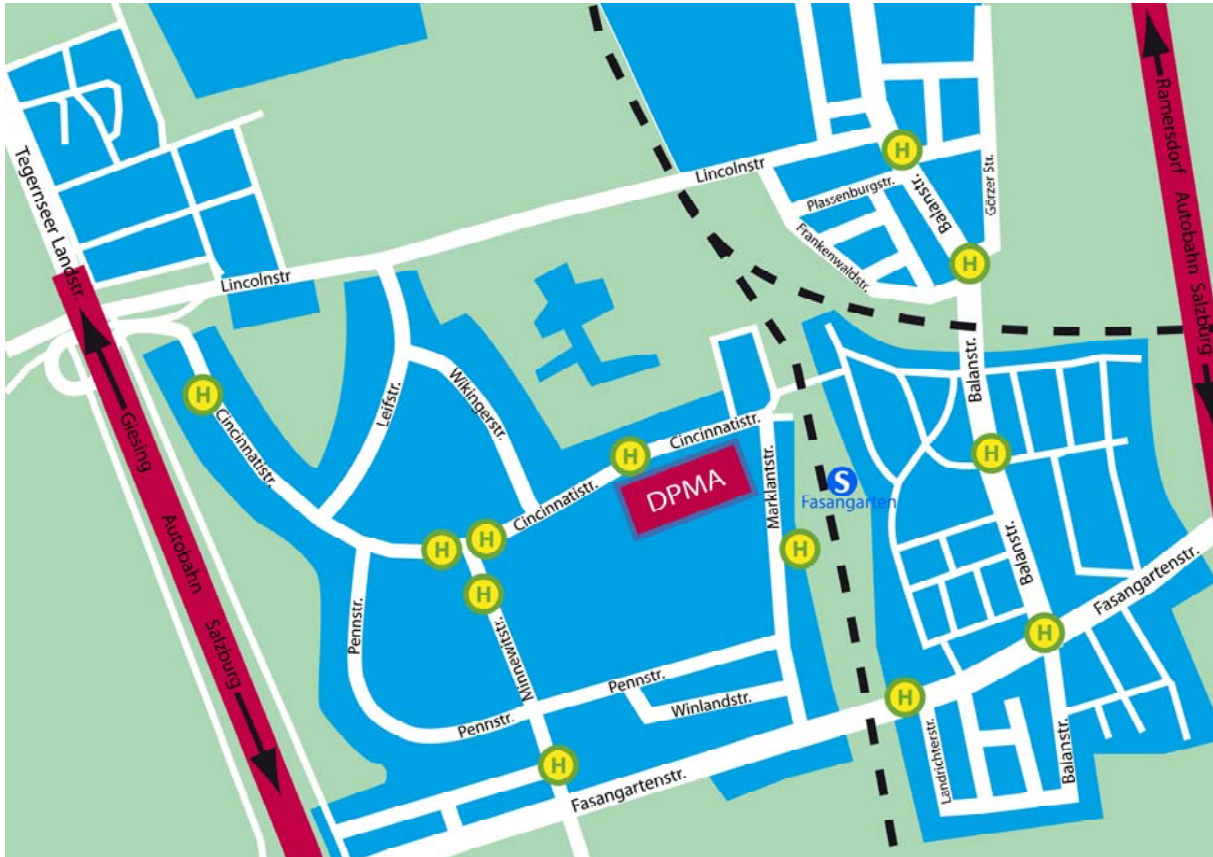 Ramersdorf Autobahn Salzburg
Tegernseer Landstr.
H
Lincolnstr
Plassenburgstr.
Balanstr.
Görzer Str.
Frankenwaldstr.
H
Lincolnstr
H
Leifstr.
Wikingerstr.
Balanstr.
Giesing Autobahn Salzburg
Cincinnatistr.
H
Cincinnatistr.
Cincinnatistr.
DPMA
Marklantstr.
S
Fasangarten
H
H
H
H
H
Balanstr.
Fasangartenstr.
H
Pennstr.
Minnewitstr.
Pennstr.
Pennstr.
Winlandstr.
H
H
Fasangartenstr.
Landrichterstr.
Balanstr.